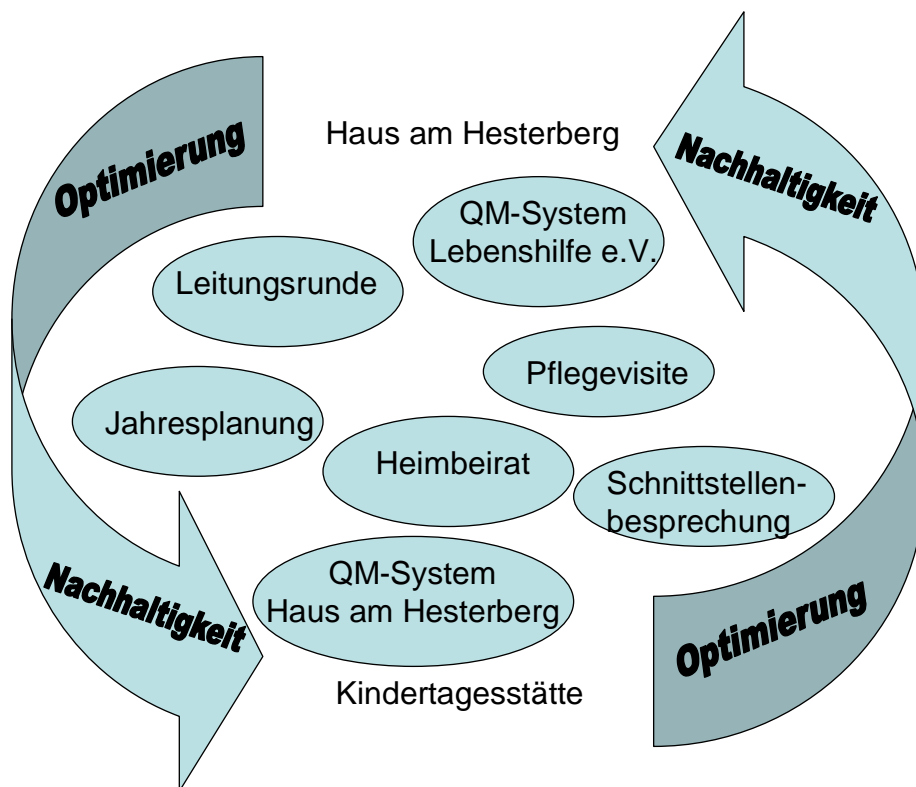 Haus am Hesterberg
Optimierung
Nachhaltigkeit
QM-System
Lebenshilfe e.V.
Leitungsrunde
Pflegevisite
Jahresplanung
Heimbeirat
Schnittstellen-
besprechung
QM-System
Haus am Hesterberg
Nachhaltigkeit
Optimierung
Kindertagesstätte